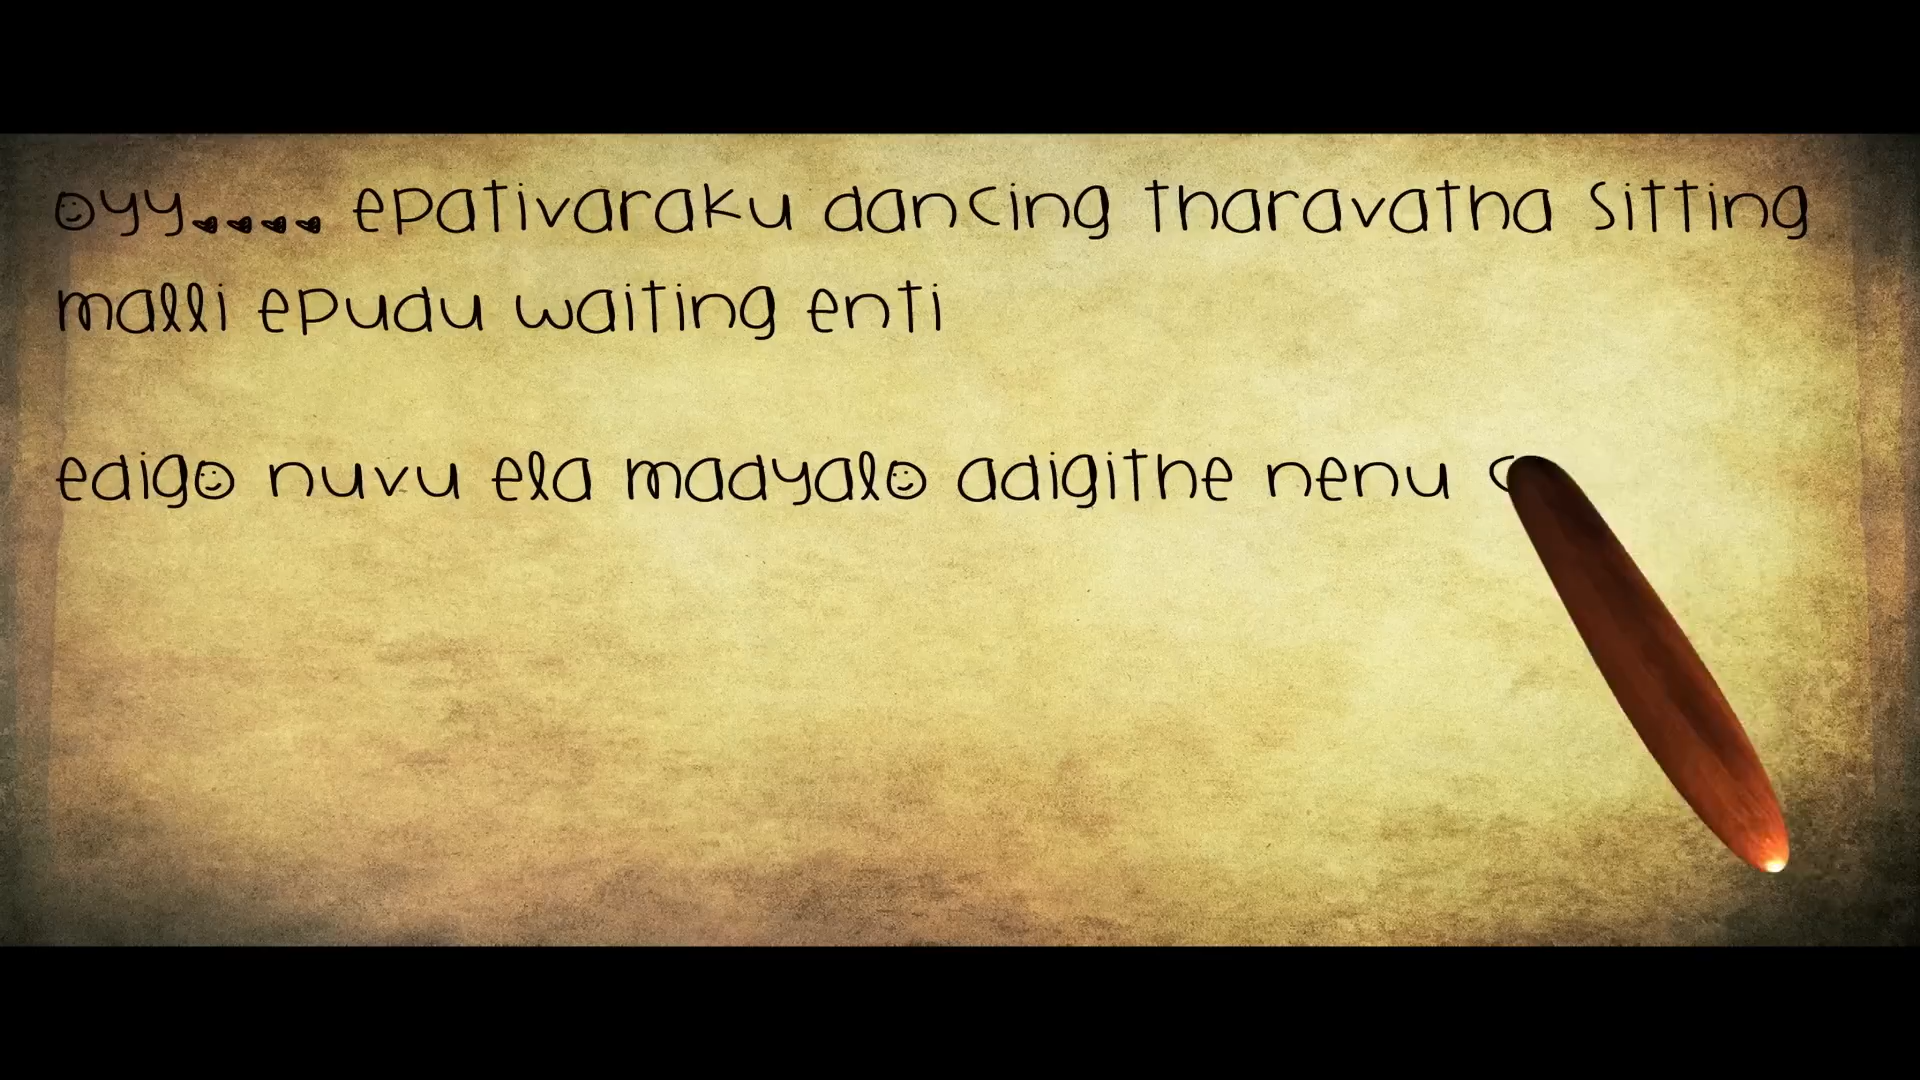 oyy.... epativaraku dancing tharavatha sitting
malli epudu waiting enti
edigo nuvu ela madyalo adigithe nenu